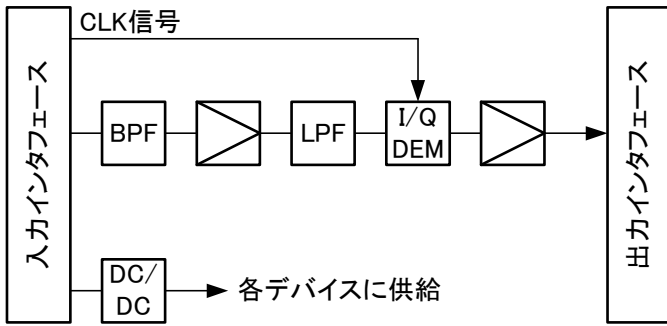 CLK信号
入力インタフェース
BPF
LPF
I/Q
DEM
出力インタフェース
DC/
DC
各デバイスに供給